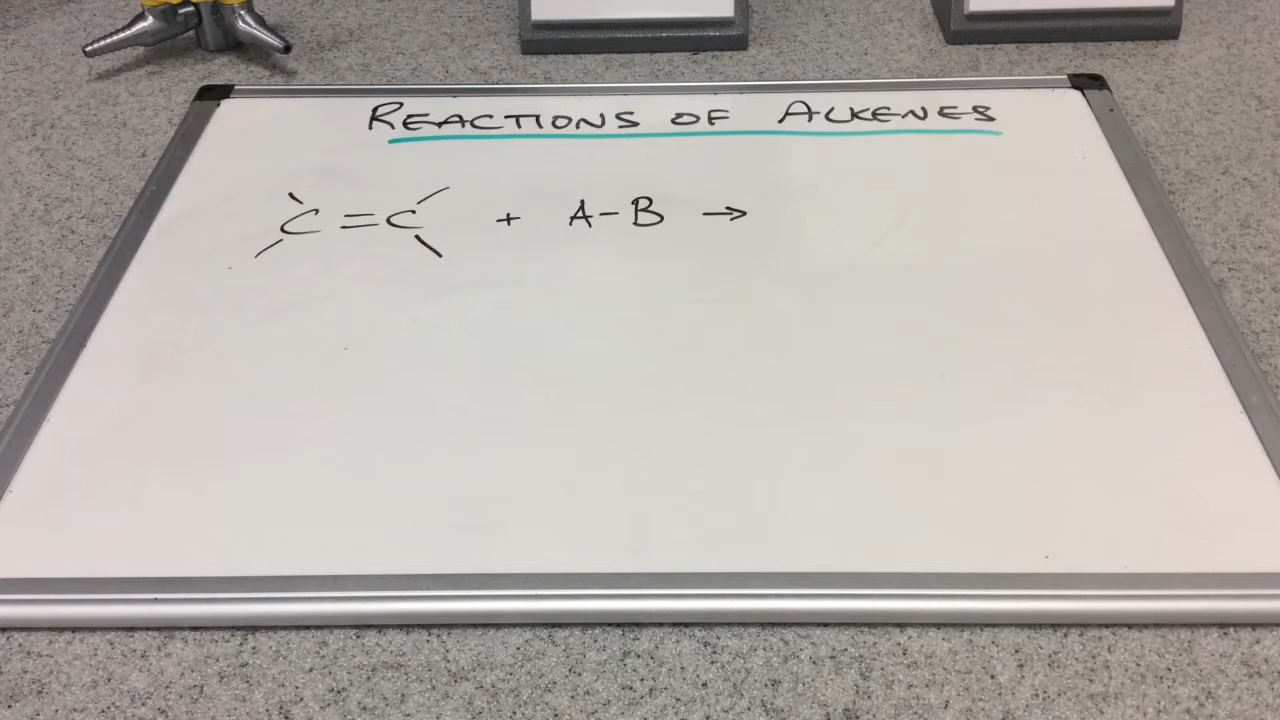 REACTIONS OF ALKENES
C=C + A-B →